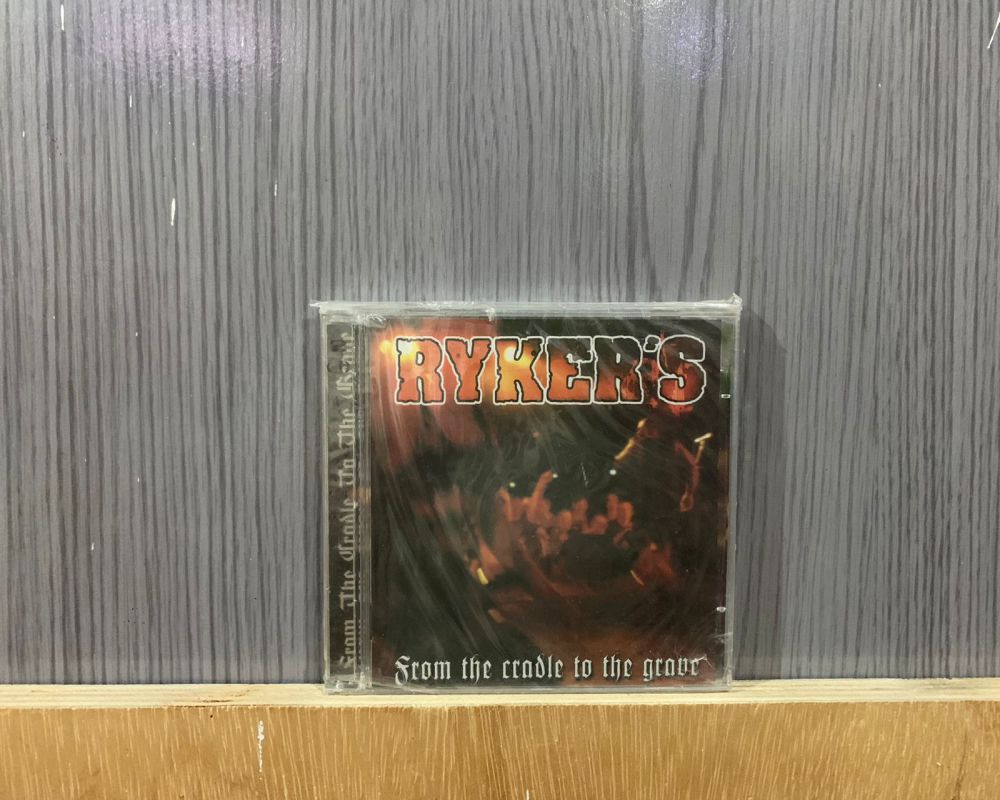 RYKER'S
From The Cradle To The Grave
From the cradle to the grave